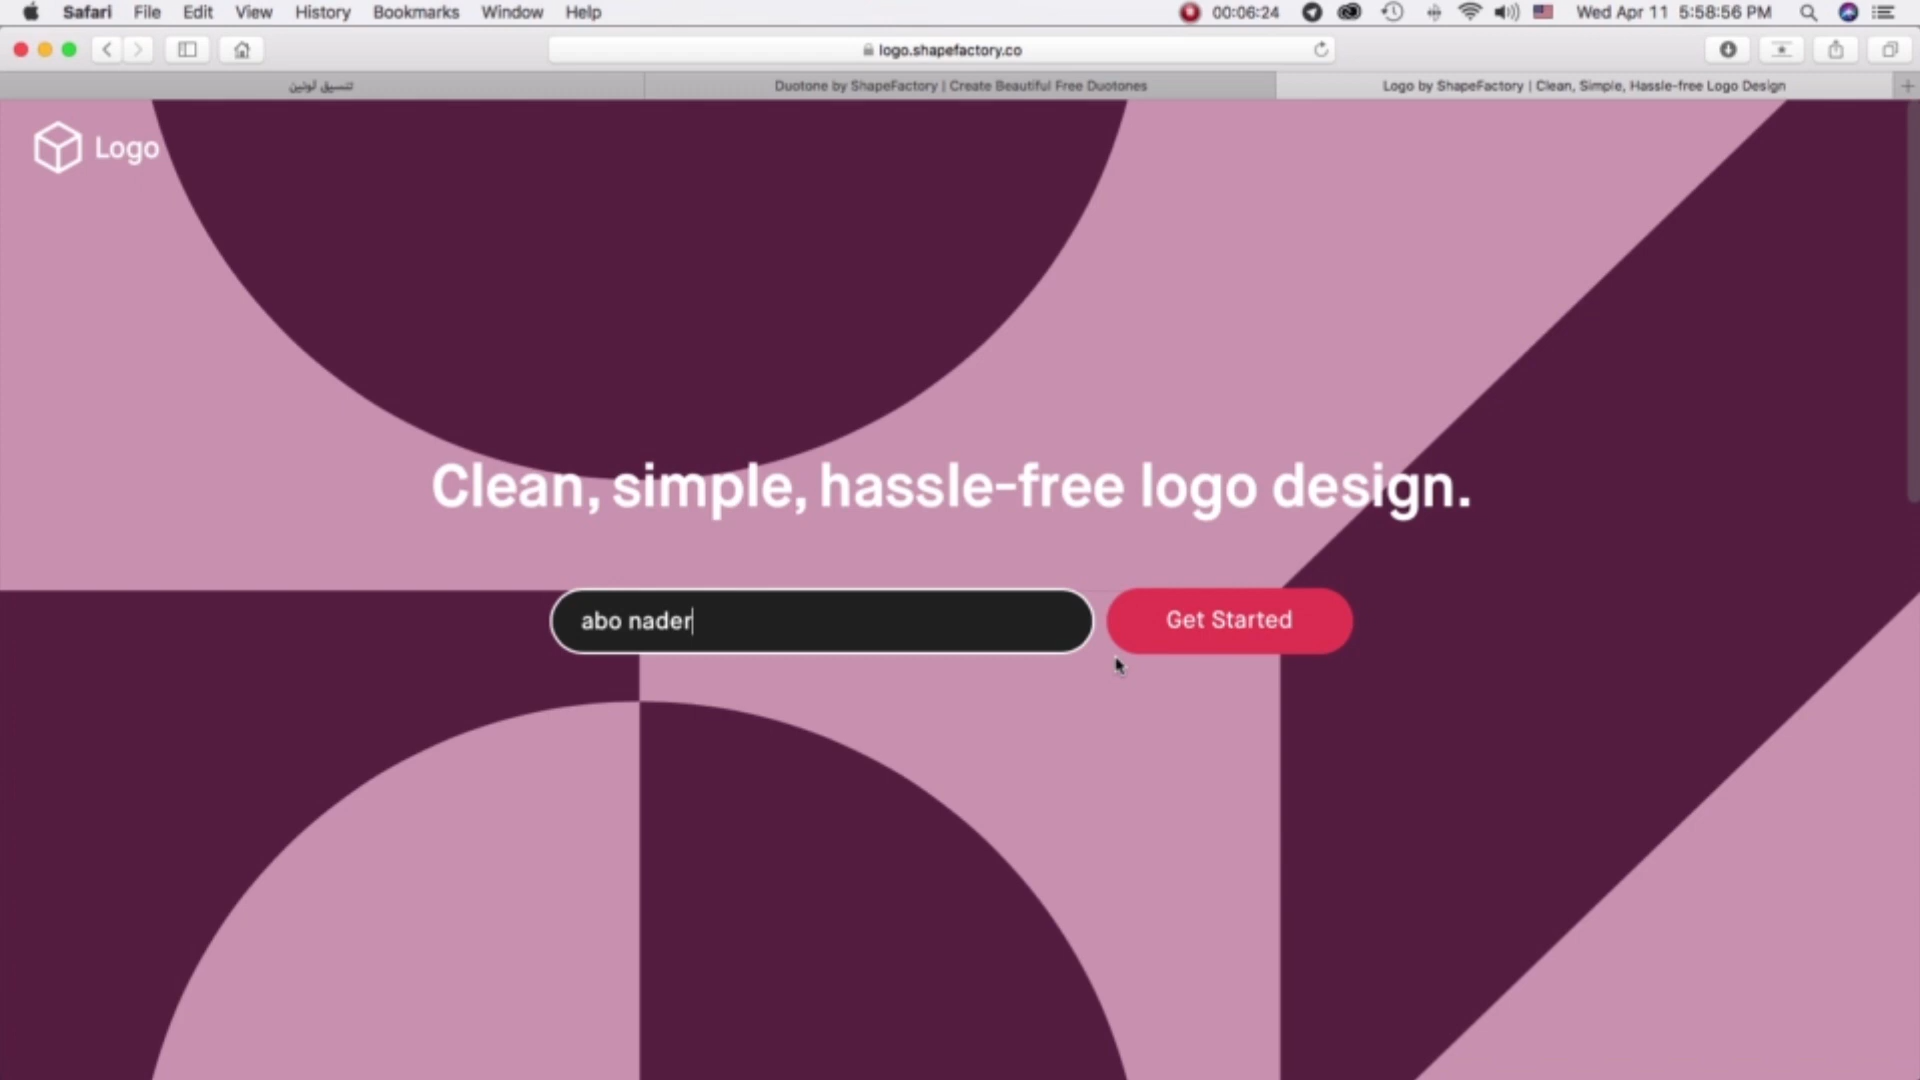 Safari File Edit View History Bookmarks Window Help 00:06:24 Wed Apr 11 5:58:56 PM
logo.shapefactory.co
تنسيق لونين Duotone by ShapeFactory | Create Beautiful Free Duotones Logo by ShapeFactory | Clean, Simple, Hassle-free Logo Design
Logo
Clean, simple, hassle-free logo design.
abo nader Get Started